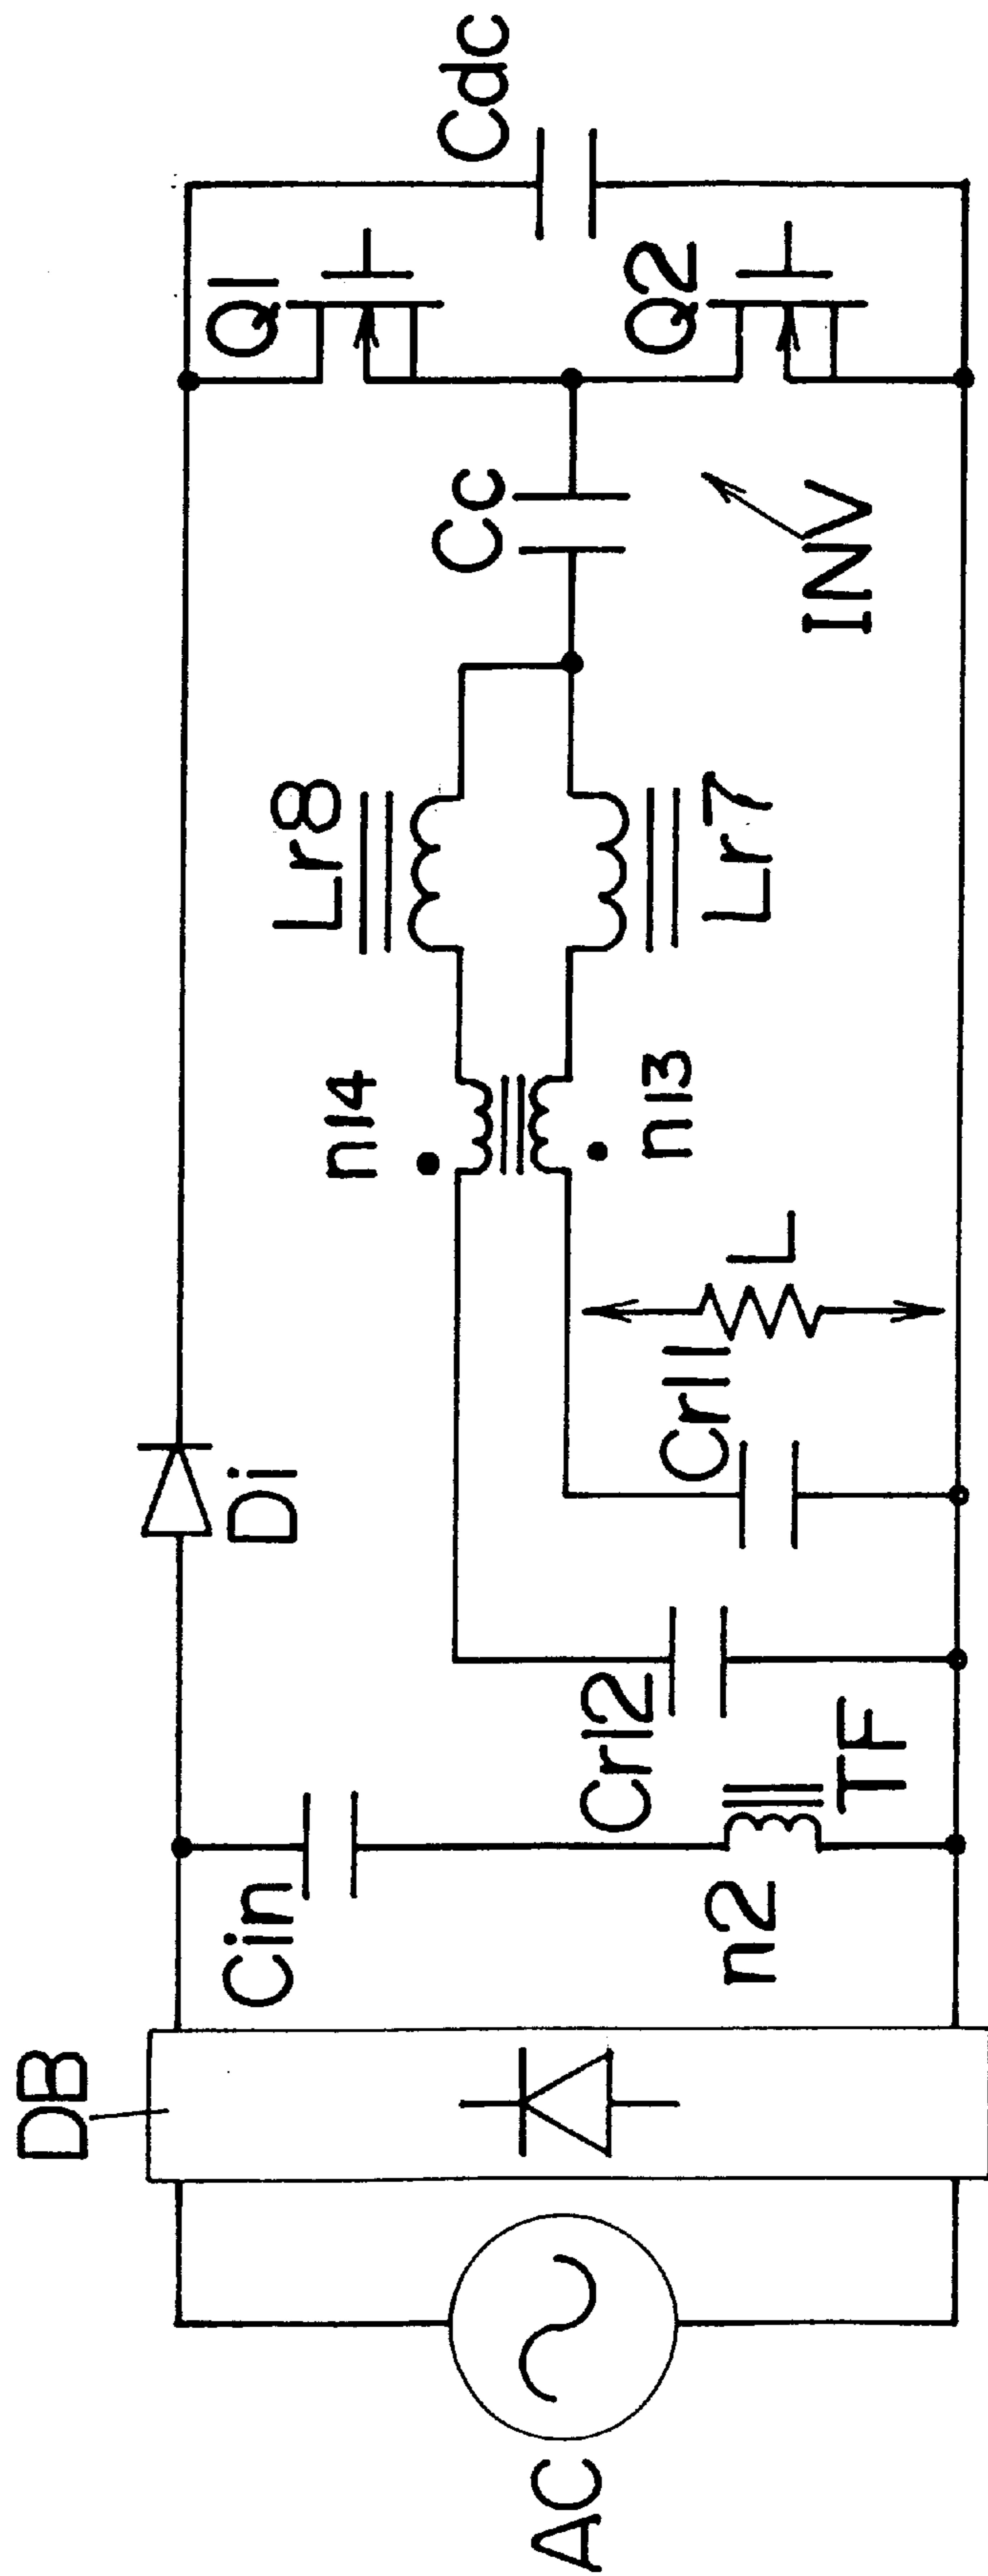 AC
DB
Cin
n2
TF
Cr12
Cr11
L
Di
n14
n13
Lr8
Lr7
Cc
INV
Q1
Q2
Cdc